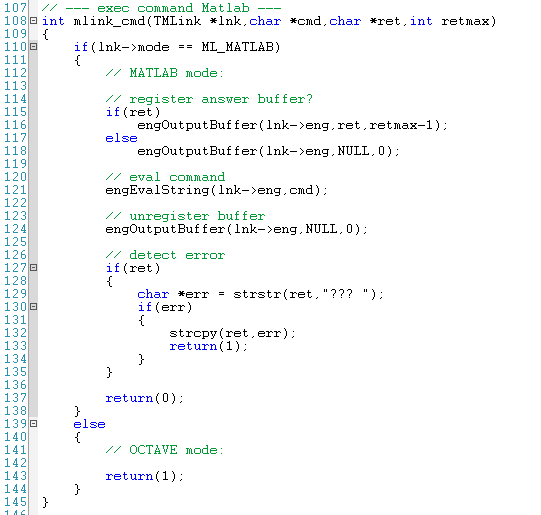 107 // --- exec command Matlab ---
108 int mlink_cmd(TMLink *lnk,char *cmd,char *ret,int retmax)
109 {
110     if(lnk->mode == ML_MATLAB)
111     {
112         // MATLAB mode:
113
114         // register answer buffer?
115         if(ret)
116             engOutputBuffer(lnk->eng,ret,retmax-1);
117         else
118             engOutputBuffer(lnk->eng,NULL,0);
119
120         // eval command
121         engEvalString(lnk->eng,cmd);
122
123         // unregister buffer
124         engOutputBuffer(lnk->eng,NULL,0);
125
126         // detect error
127         if(ret)
128         {
129             char *err = strstr(ret,"??? ");
130             if(err)
131             {
132                 strcpy(ret,err);
133                 return(1);
134             }
135         }
136
137         return(0);
138     }
139     else
140     {
141         // OCTAVE mode:
142
143         return(1);
144     }
145 }
146